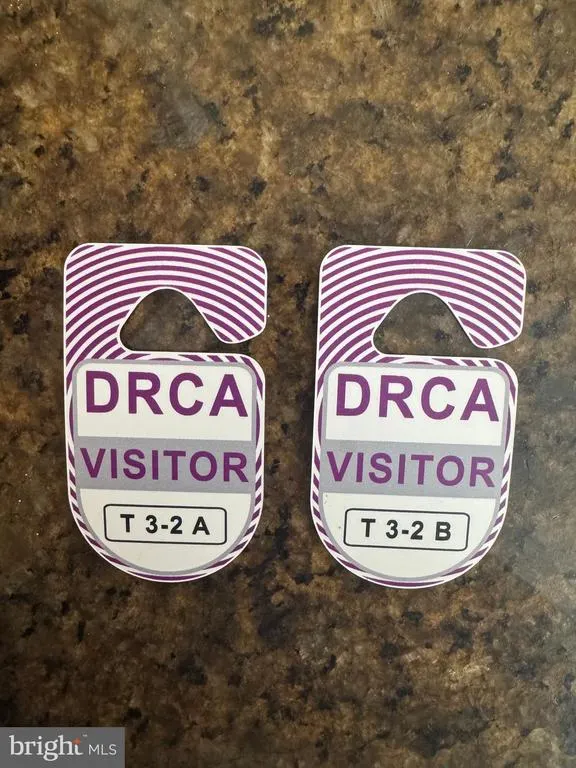 DRCA
VISITOR
T 3-2 A
DRCA
VISITOR
T 3-2 B
bright MLS